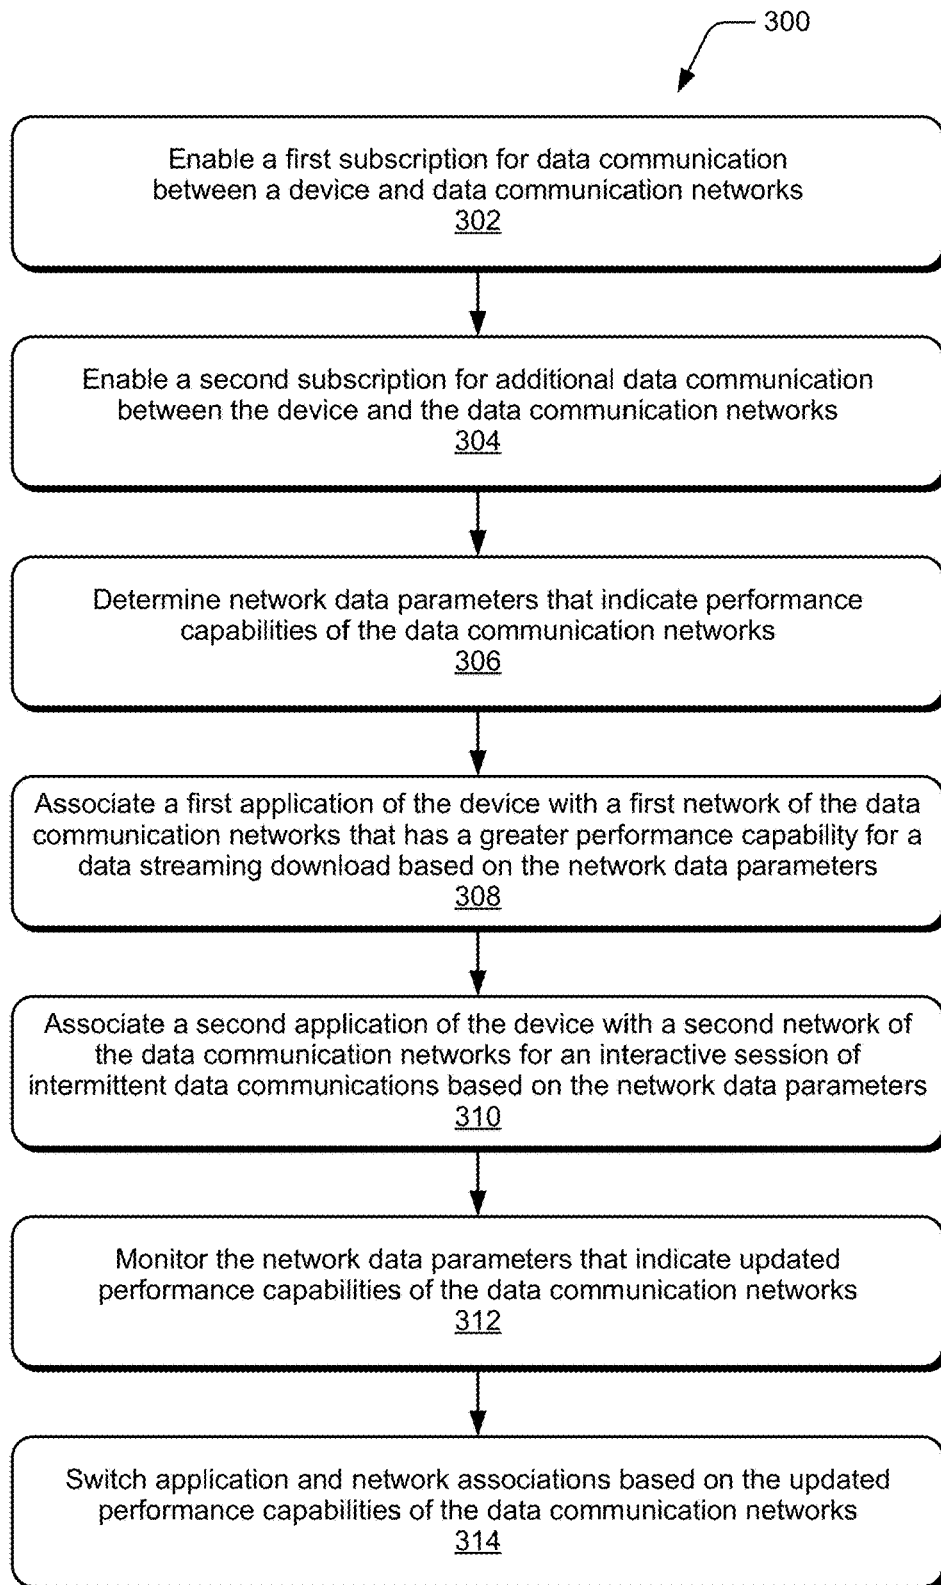 300
Enable a first subscription for data communication
between a device and data communication networks
302
Enable a second subscription for additional data communication
between the device and the data communication networks
304
Determine network data parameters that indicate performance
capabilities of the data communication networks
306
Associate a first application of the device with a first network of the data
communication networks that has a greater performance capability for a
data streaming download based on the network data parameters
308
Associate a second application of the device with a second network of
the data communication networks for an interactive session of
intermittent data communications based on the network data parameters
310
Monitor the network data parameters that indicate updated
performance capabilities of the data communication networks
312
Switch application and network associations based on the updated
performance capabilities of the data communication networks
314